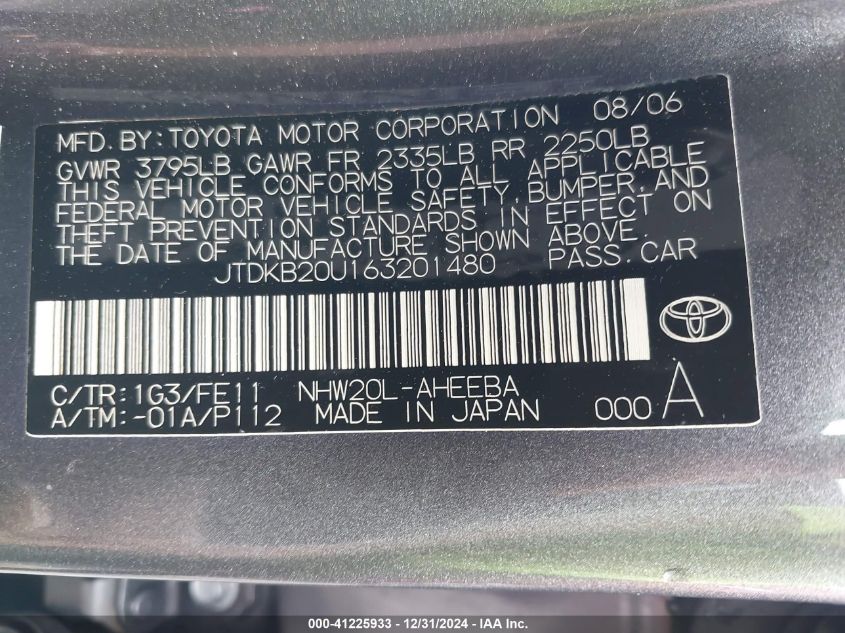 MFD. BY: TOYOTA MOTOR CORPORATION 08/06
GVWR 3795LB GAWR FR 2335LB RR 2250LB
THIS VEHICLE CONFORMS TO ALL APPLICABLE
FEDERAL MOTOR VEHICLE SAFETY, BUMPER, AND
THEFT PREVENTION STANDARDS IN EFFECT ON
THE DATE OF MANUFACTURE SHOWN ABOVE.
JTDKB20U163201480 PASS. CAR
C/TR: 1G3/FE11 NHW20L-AHEEBA
A/TM: -01A/P112 MADE IN JAPAN 000 A
000-41225933 - 12/31/2024 - IAA Inc.